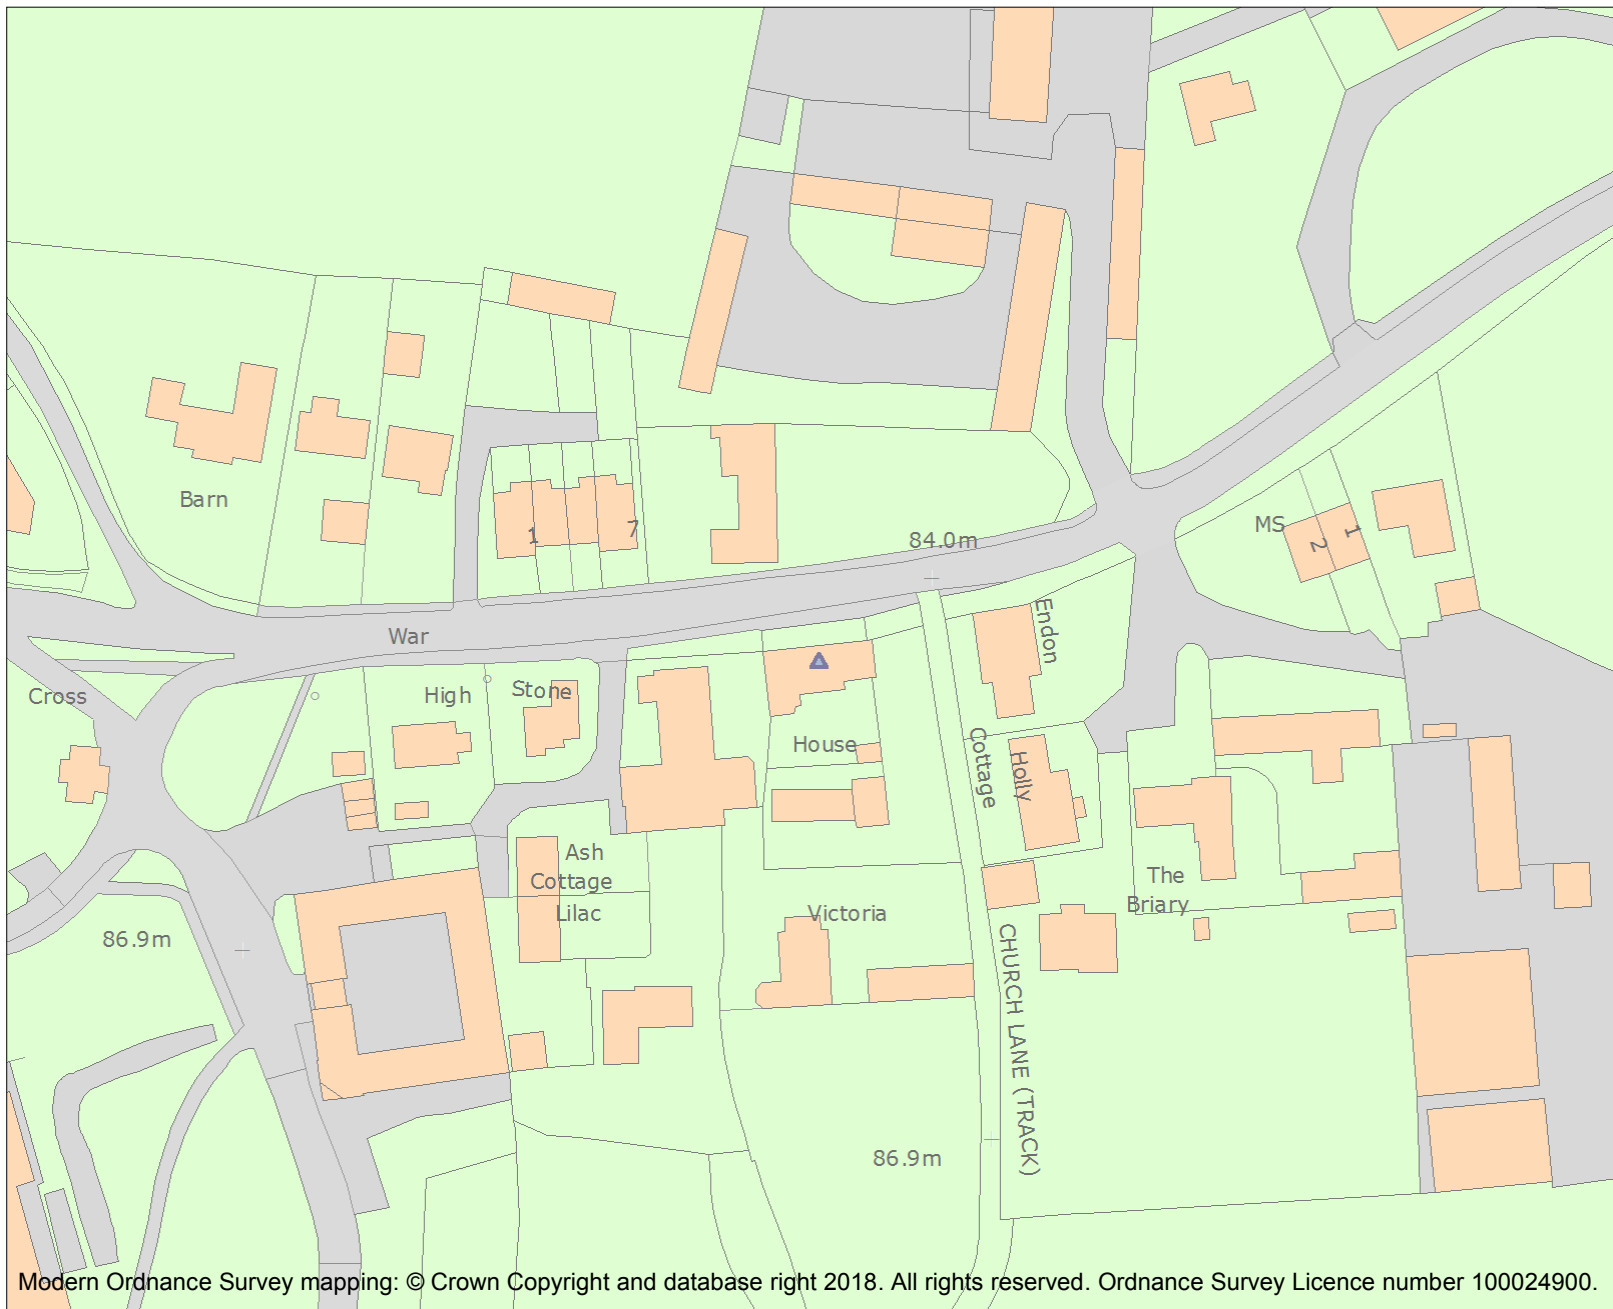 Barn
1
7
84.0m
MS
2
1
War
Endon
Cross
High
Stone
House
Cottage
Holly
Ash
Cottage
Lilac
Victoria
The
Briary
86.9m
CHURCH LANE (TRACK)
86.9m
Modern Ordnance Survey mapping: © Crown Copyright and database right 2018. All rights reserved. Ordnance Survey Licence number 100024900.